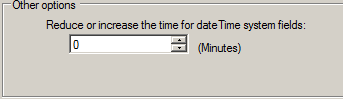 Other options
Reduce or increase the time for dateTime system fields:
0 (Minutes)